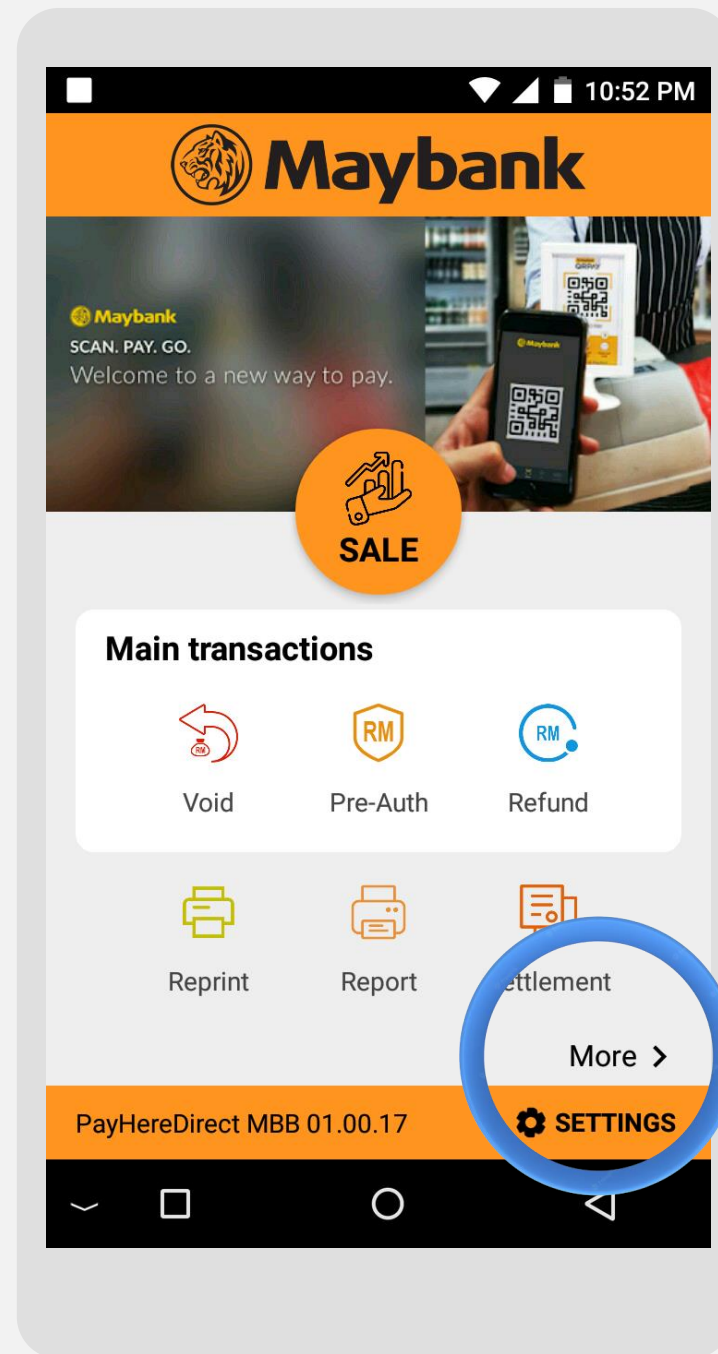 10:52 PM
Maybank
Maybank
SCAN. PAY. GO.
Welcome to a new way to pay.
QRPAY
Maybank
SALE
Main transactions
RM
RM
RM
Void
Pre-Auth
Refund
Reprint
Report
ettlement
More >
PayHereDirect MBB 01.00.17
SETTINGS